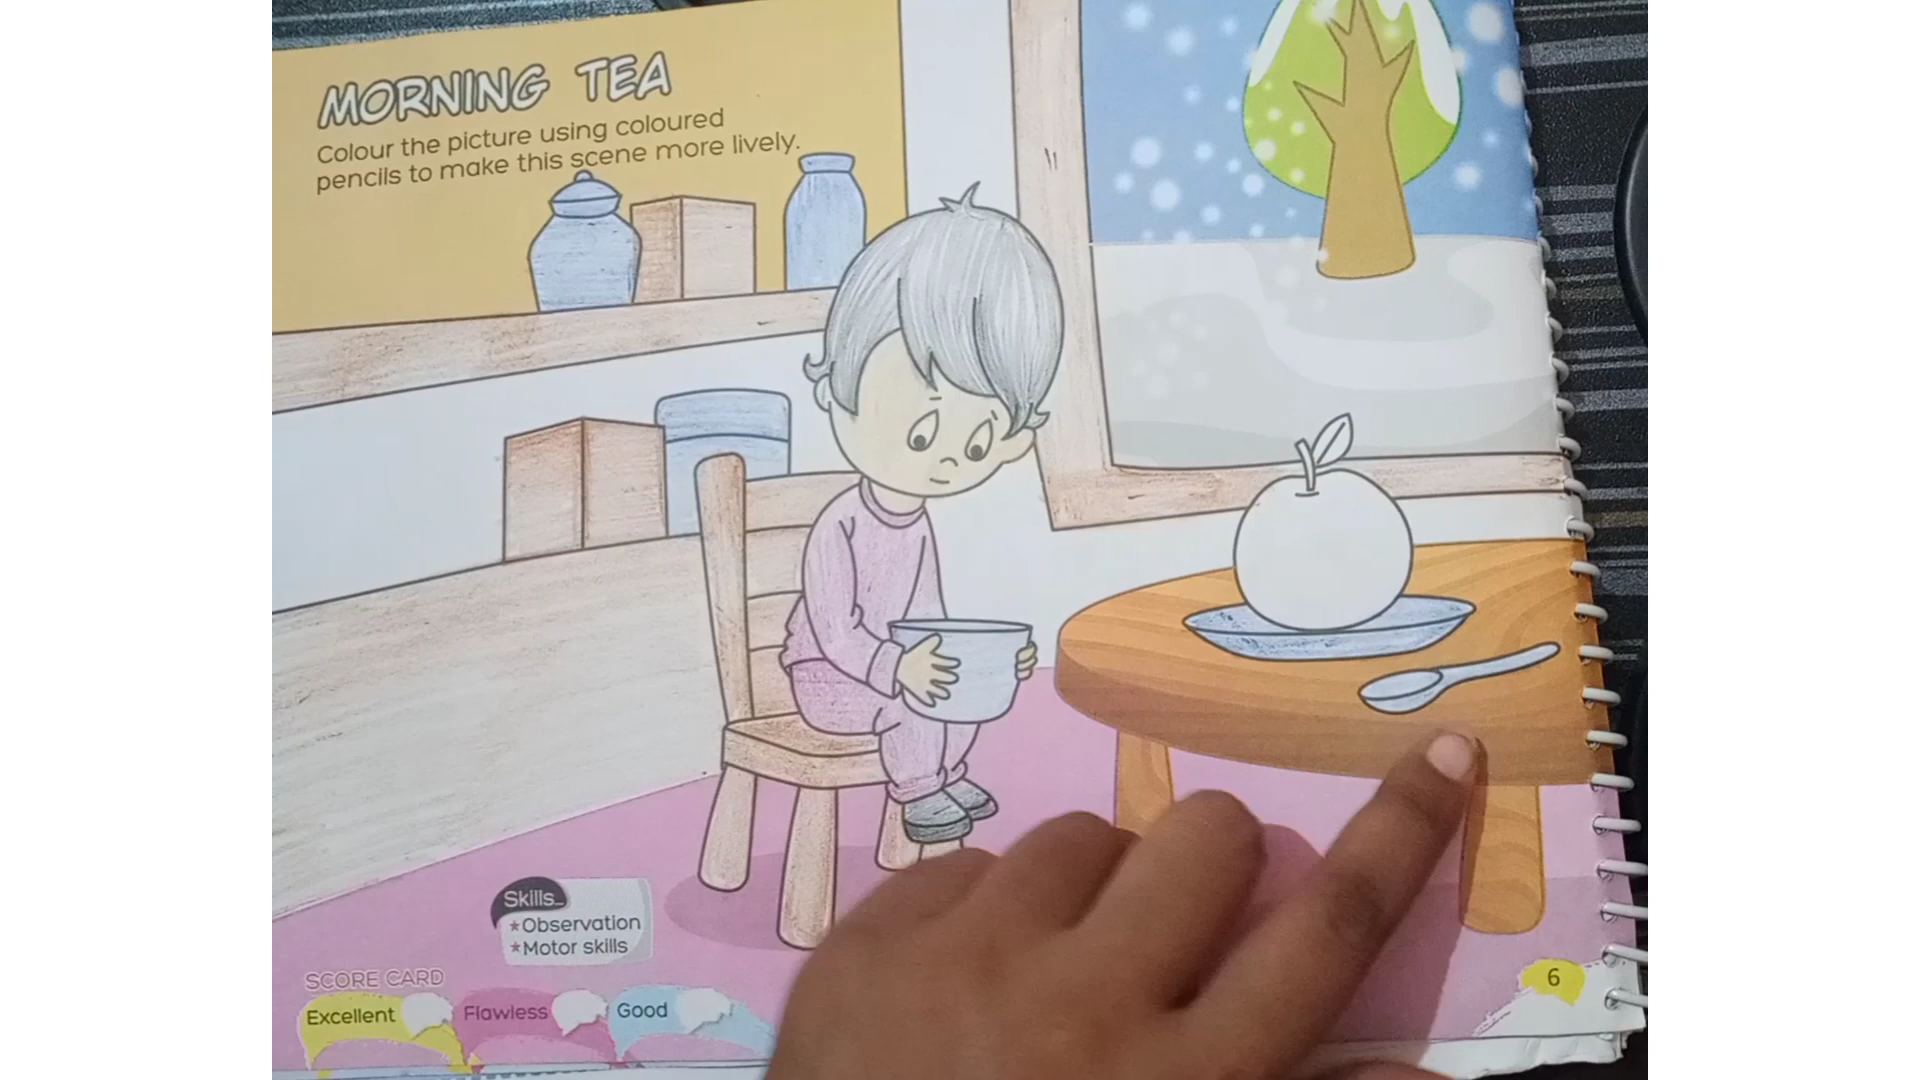 MORNING TEA
Colour the picture using coloured
pencils to make this scene more lively.
Skills_
★Observation
★Motor skills
SCORE CARD
Excellent
Flawless
Good
6